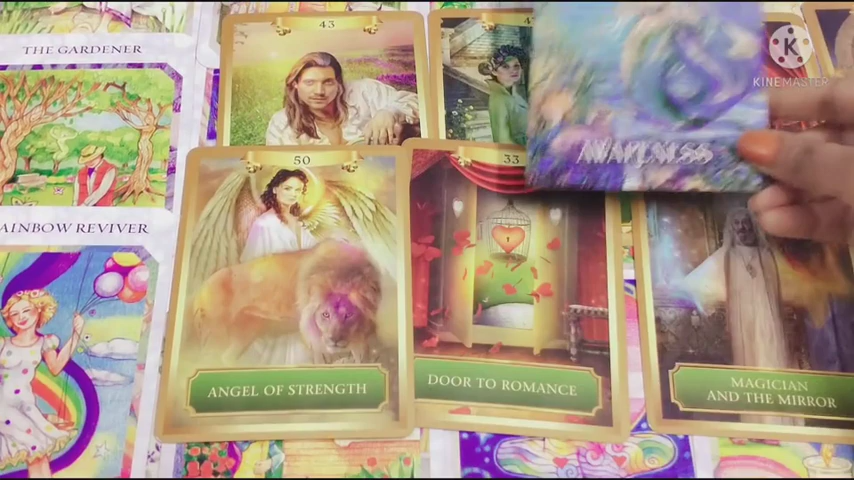 THE GARDENER
43
4
AWARENESS
K
KINEMASTER
50
33
AINBOW REVIVER
ANGEL OF STRENGTH
DOOR TO ROMANCE
MAGICIAN
AND THE MIRROR